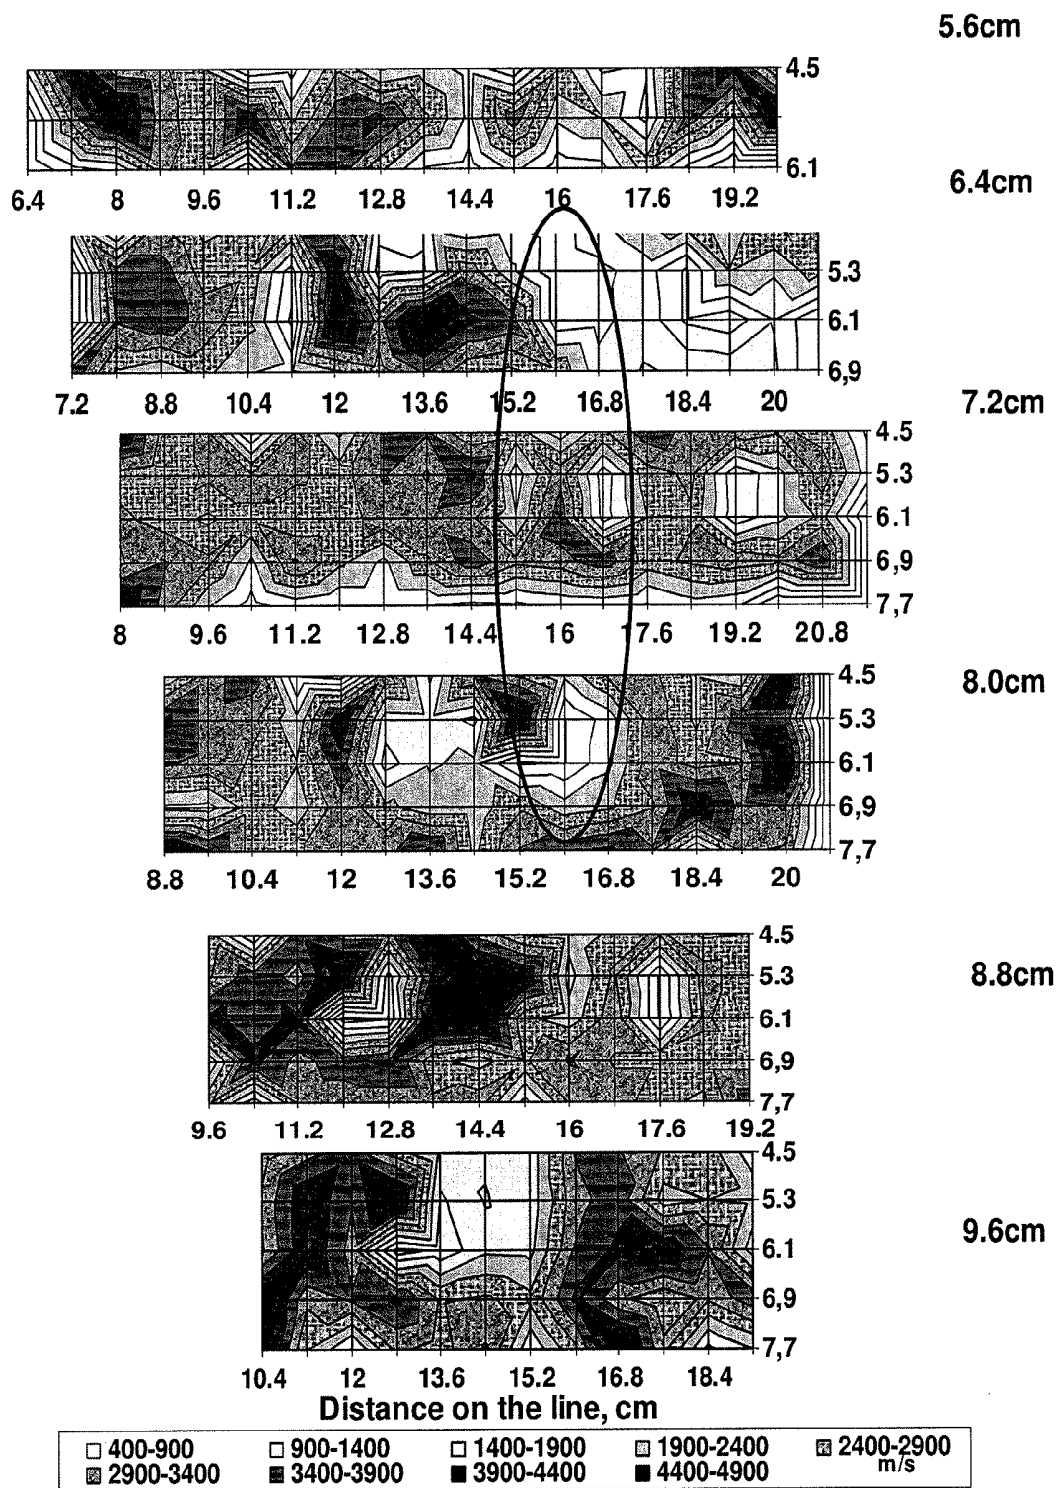 5.6cm
4.5
6.1
6.4 8 9.6 11.2 12.8 14.4 16 17.6 19.2
6.4cm
5.3
6.1
6,9
7.2 8.8 10.4 12 13.6 15.2 16.8 18.4 20
7.2cm
4.5
5.3
6.1
6,9
7,7
8 9.6 11.2 12.8 14.4 16 17.6 19.2 20.8
8.0cm
4.5
5.3
6.1
6,9
7,7
8.8 10.4 12 13.6 15.2 16.8 18.4 20
4.5
8.8cm
5.3
6.1
6,9
7,7
9.6 11.2 12.8 14.4 16 17.6 19.2
4.5
5.3
9.6cm
6.1
6,9
7,7
10.4 12 13.6 15.2 16.8 18.4
Distance on the line, cm
400-900 900-1400 1400-1900 1900-2400 2400-2900
2900-3400 3400-3900 3900-4400 4400-4900 m/s